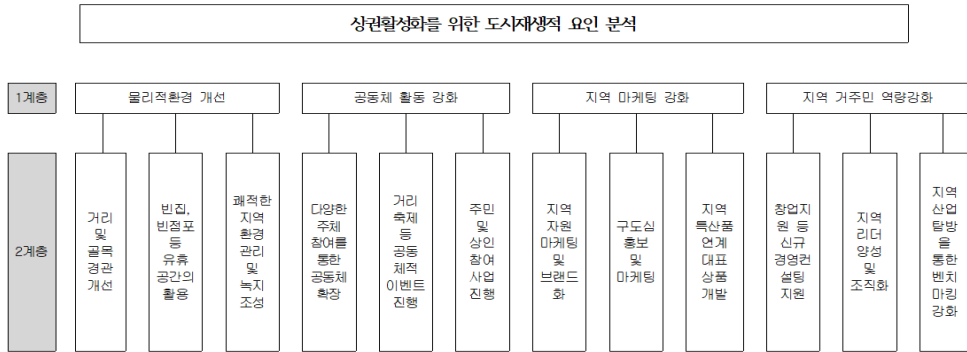 상권활성화를 위한 도시재생적 요인 분석
1계층
물리적환경 개선
공동체 활동 강화
지역 마케팅 강화
지역 거주민 역량강화
2계층
거리
및
골목
경관
개선
빈집,
빈점포
등
유휴
공간의
활용
쾌적한
지역
환경
관리
및
녹지
조성
다양한
주체
참여를
통한
공동체
확장
거리
축제
등
공동
체적
이벤트
진행
주민
및
상인
참여
사업
진행
지역
자원
마케팅
및
브랜드
화
구도심
홍보
및
마케팅
지역
특산품
연계
대표
상품
개발
창업지
원 등
신규
경영컨
설팅
지원
지역
리더
양성
및
조직화
지역
산업
탐방
을
통한
벤치
마킹
강화